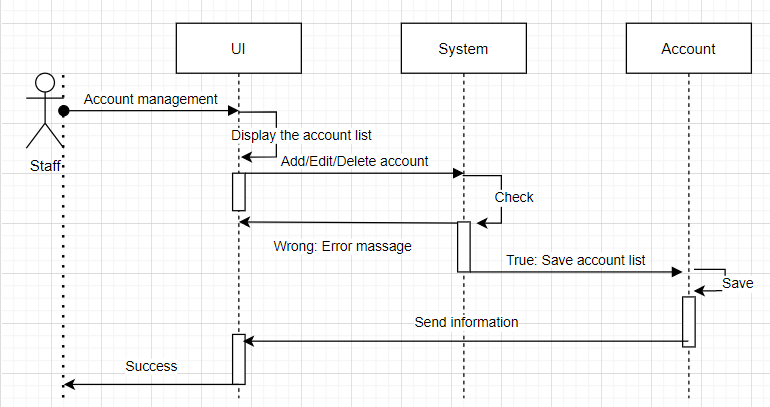 UI
System
Account
Account management
Display the account list
Staff
Add/Edit/Delete account
Check
Wrong: Error massage
True: Save account list
Save
Send information
Success